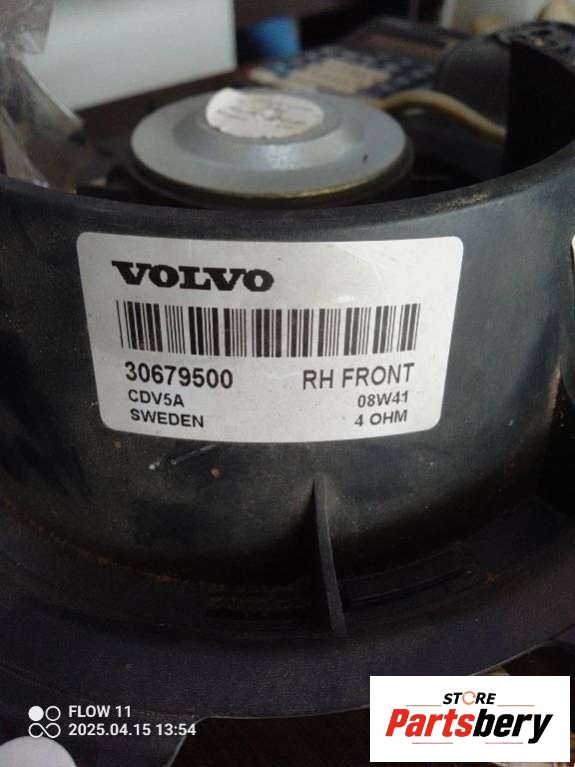 VOLVO
30679500 RH FRONT
CDV5A 08W41
SWEDEN 4 OHM
FLOW 11
2025.04.15 13:54
STORE
Partsbery